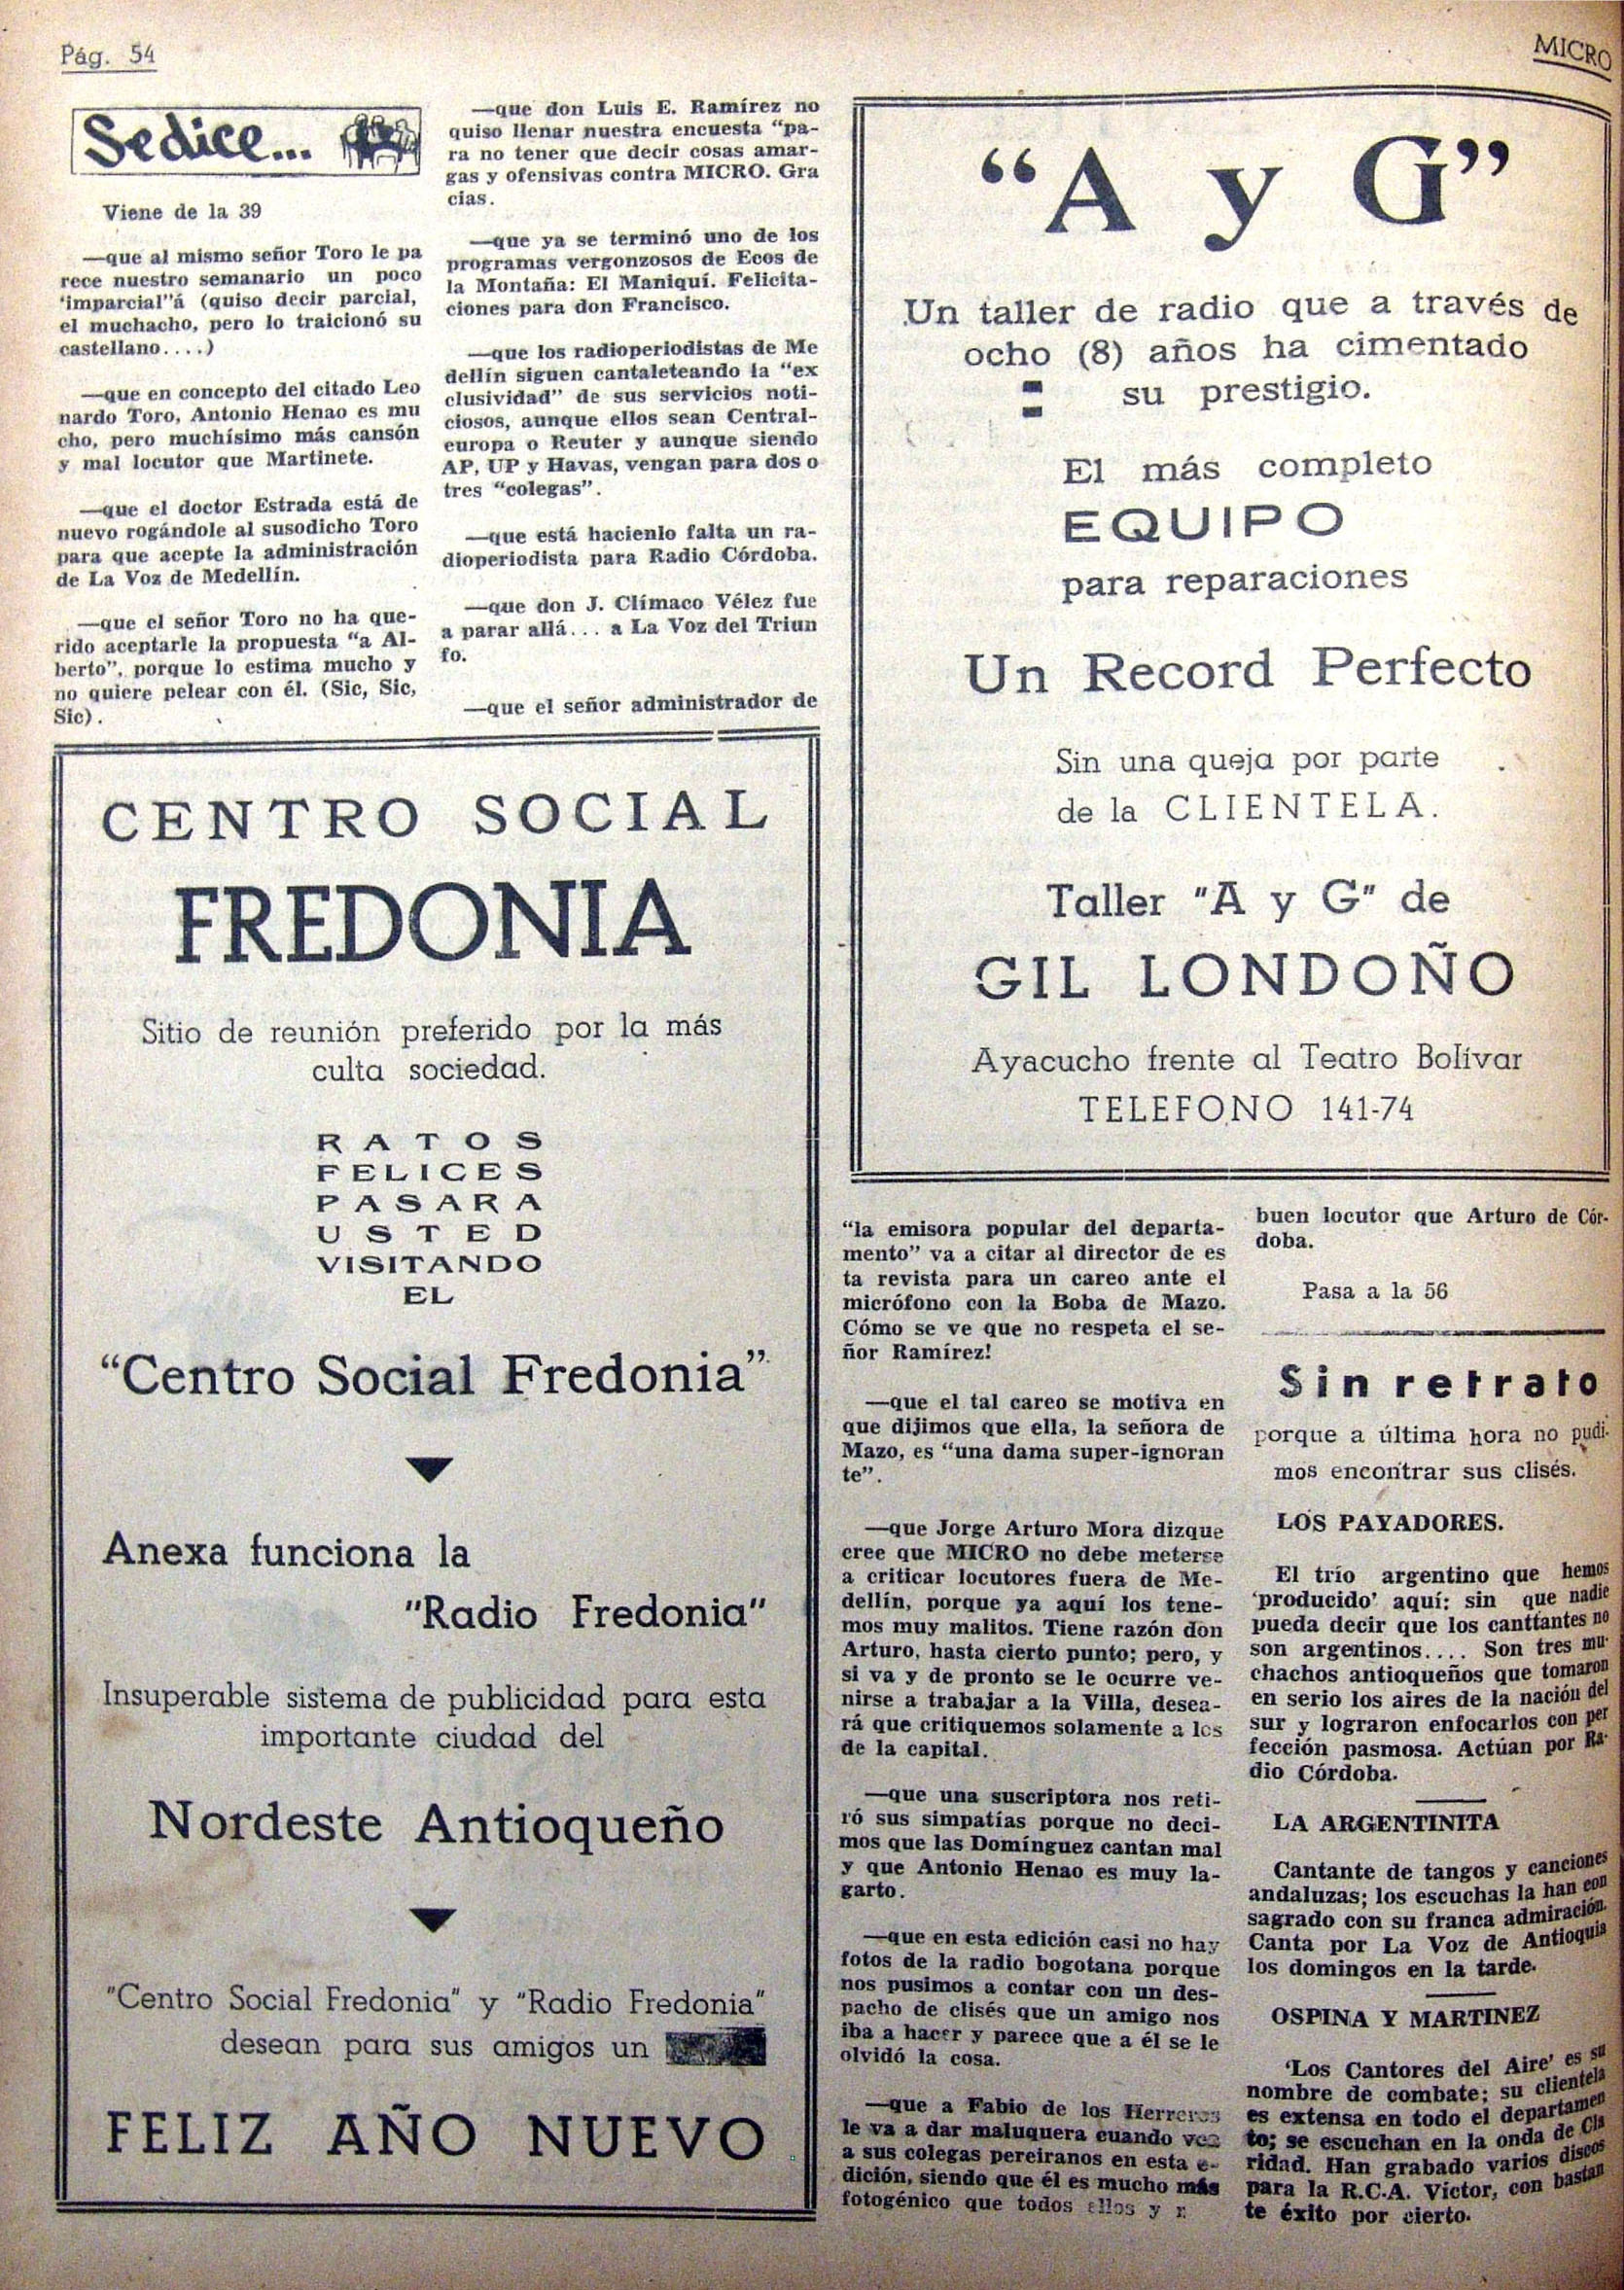 Pág. 54
MICRO
Sedice...
Viene de la 39
—que al mismo señor Toro le pa
rece nuestro semanario un poco
'imparcial"á (quiso decir parcial,
el muchacho, pero lo traicionó su
castellano....)
—que en concepto del citado Leo
nardo Toro, Antonio Henao es mu
cho, pero muchísimo más cansón
y mal locutor que Martinete.
—que el doctor Estrada está de
nuevo rogándole al susodicho Toro
para que acepte la administración
de La Voz de Medellín.
—que el señor Toro no ha que-
rido aceptarle la propuesta "a Al-
berto", porque lo estima mucho y
no quiere pelear con él. (Sic, Sic,
Sic).
—que don Luis E. Ramírez no
quiso llenar nuestra encuesta "pa-
ra no tener que decir cosas amar-
gas y ofensivas contra MICRO. Gra
cias.
—que ya se terminó uno de los
programas vergonzosos de Ecos de
la Montaña: El Maniquí. Felicita-
ciones para don Francisco.
—que los radioperiodistas de Me
dellín siguen cantaleteando la "ex
clusividad" de sus servicios noti-
ciosos, aunque ellos sean Central-
europa o Reuter y aunque siendo
AP, UP y Havas, vengan para dos o
tres "colegas".
—que está hacienlo falta un ra-
dioperiodista para Radio Córdoba.
—que don J. Clímaco Vélez fue
a parar allá... a La Voz del Triun
fo.
—que el señor administrador de
"A y G"
Un taller de radio que a través de
ocho (8) años ha cimentado
su prestigio.
El más completo
EQUIPO
para reparaciones
Un Record Perfecto
Sin una queja por parte
de la CLIENTELA.
Taller "A y G" de
GIL LONDOÑO
Ayacucho frente al Teatro Bolívar
TELEFONO 141-74
CENTRO SOCIAL
FREDONIA
Sitio de reunión preferido por la más
culta sociedad.
RATOS
FELICES
PASARA
USTED
VISITANDO
EL
"Centro Social Fredonia"
Anexa funciona la
"Radio Fredonia"
Insuperable sistema de publicidad para esta
importante ciudad del
Nordeste Antioqueño
"Centro Social Fredonia" y "Radio Fredonia"
desean para sus amigos un
FELIZ AÑO NUEVO
"la emisora popular del departa-
mento" va a citar al director de es
ta revista para un careo ante el
micrófono con la Boba de Mazo.
Cómo se ve que no respeta el se-
ñor Ramírez!
—que el tal careo se motiva en
que dijimos que ella, la señora de
Mazo, es "una dama super-ignoran
te".
—que Jorge Arturo Mora dizque
cree que MICRO no debe meterse
a criticar locutores fuera de Me-
dellín, porque ya aquí los tene-
mos muy malitos. Tiene razón don
Arturo, hasta cierto punto; pero, y
si va y de pronto se le ocurre ve-
nirse a trabajar a la Villa, desea-
rá que critiquemos solamente a los
de la capital.
—que una suscriptora nos reti-
ró sus simpatías porque no deci-
mos que las Domínguez cantan mal
y que Antonio Henao es muy la-
garto.
—que en esta edición casi no hay
fotos de la radio bogotana porque
nos pusimos a contar con un des-
pacho de clisés que un amigo nos
iba a hacer y parece que a él se le
olvidó la cosa.
—que a Fabio de los Herreros
le va a dar maluquera cuando vea
a sus colegas pereiranos en esta e-
dición, siendo que él es mucho más
fotogénico que todos ellos y
buen locutor que Arturo de Cór-
doba.
Pasa a la 56
Sin retrato
porque a última hora no pudi-
mos encontrar sus clisés.
LOS PAYADORES.
El trío argentino que hemos
'producido' aquí: sin que nadie
pueda decir que los canttantes no
son argentinos.... Son tres mu-
chachos antioqueños que tomaron
en serio los aires de la nación del
sur y lograron enfocarlos con per
fección pasmosa. Actúan por Ra-
dio Córdoba.
LA ARGENTINITA
Cantante de tangos y canciones
andaluzas; los escuchas la han con
sagrado con su franca admiración.
Canta por La Voz de Antioquia
los domingos en la tarde.
OSPINA Y MARTINEZ
'Los Cantores del Aire' es su
nombre de combate; su clientela
es extensa en todo el departamen
to; se escuchan en la onda de Cla
ridad. Han grabado varios discos
para la R.C.A. Víctor, con bastan
te éxito por cierto.